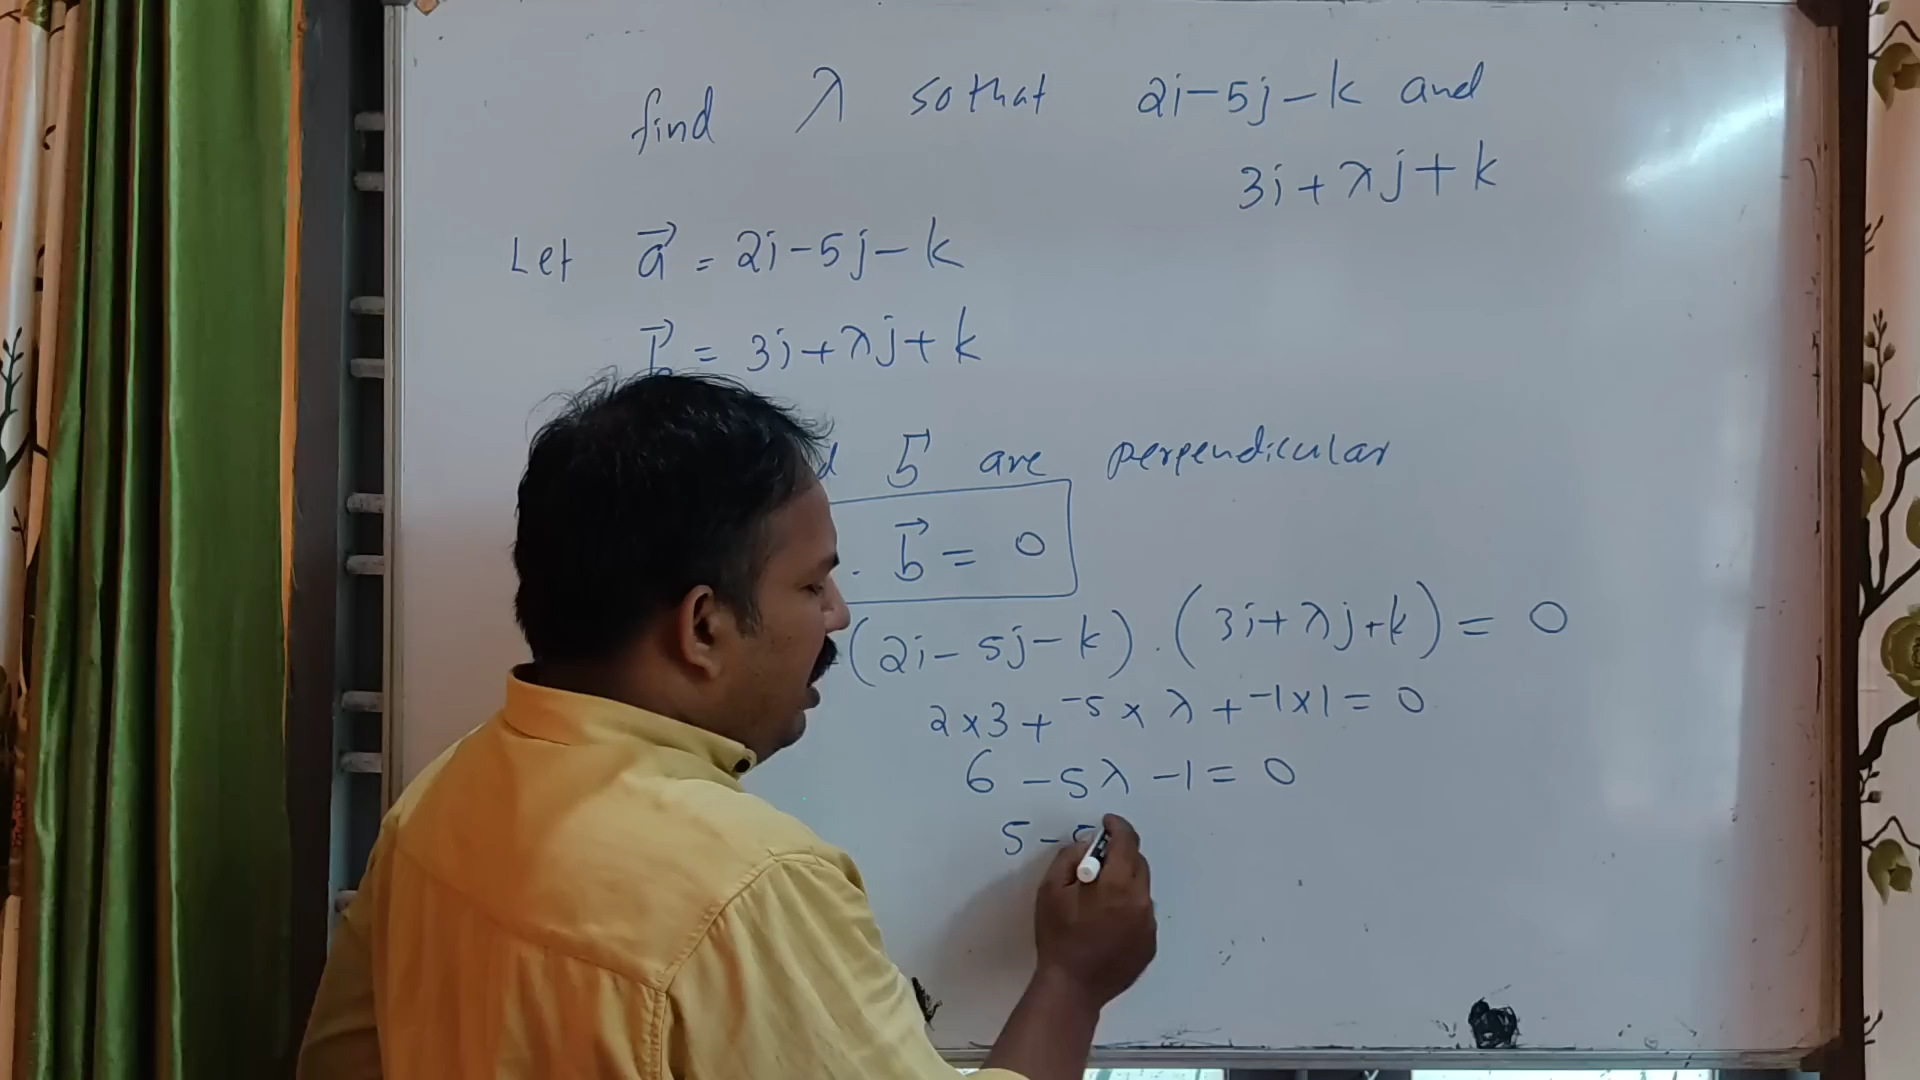 find λ so that 2i-5j-k and
3i+λj+k
Let a⃗ = 2i-5j-k
b⃗ = 3i+λj+k
b⃗ are perpendicular
. b⃗ = 0
(2i-5j-k).(3i+λj+k) = 0
2×3+-5×λ+-1×1=0
6-5λ-1=0
5-5